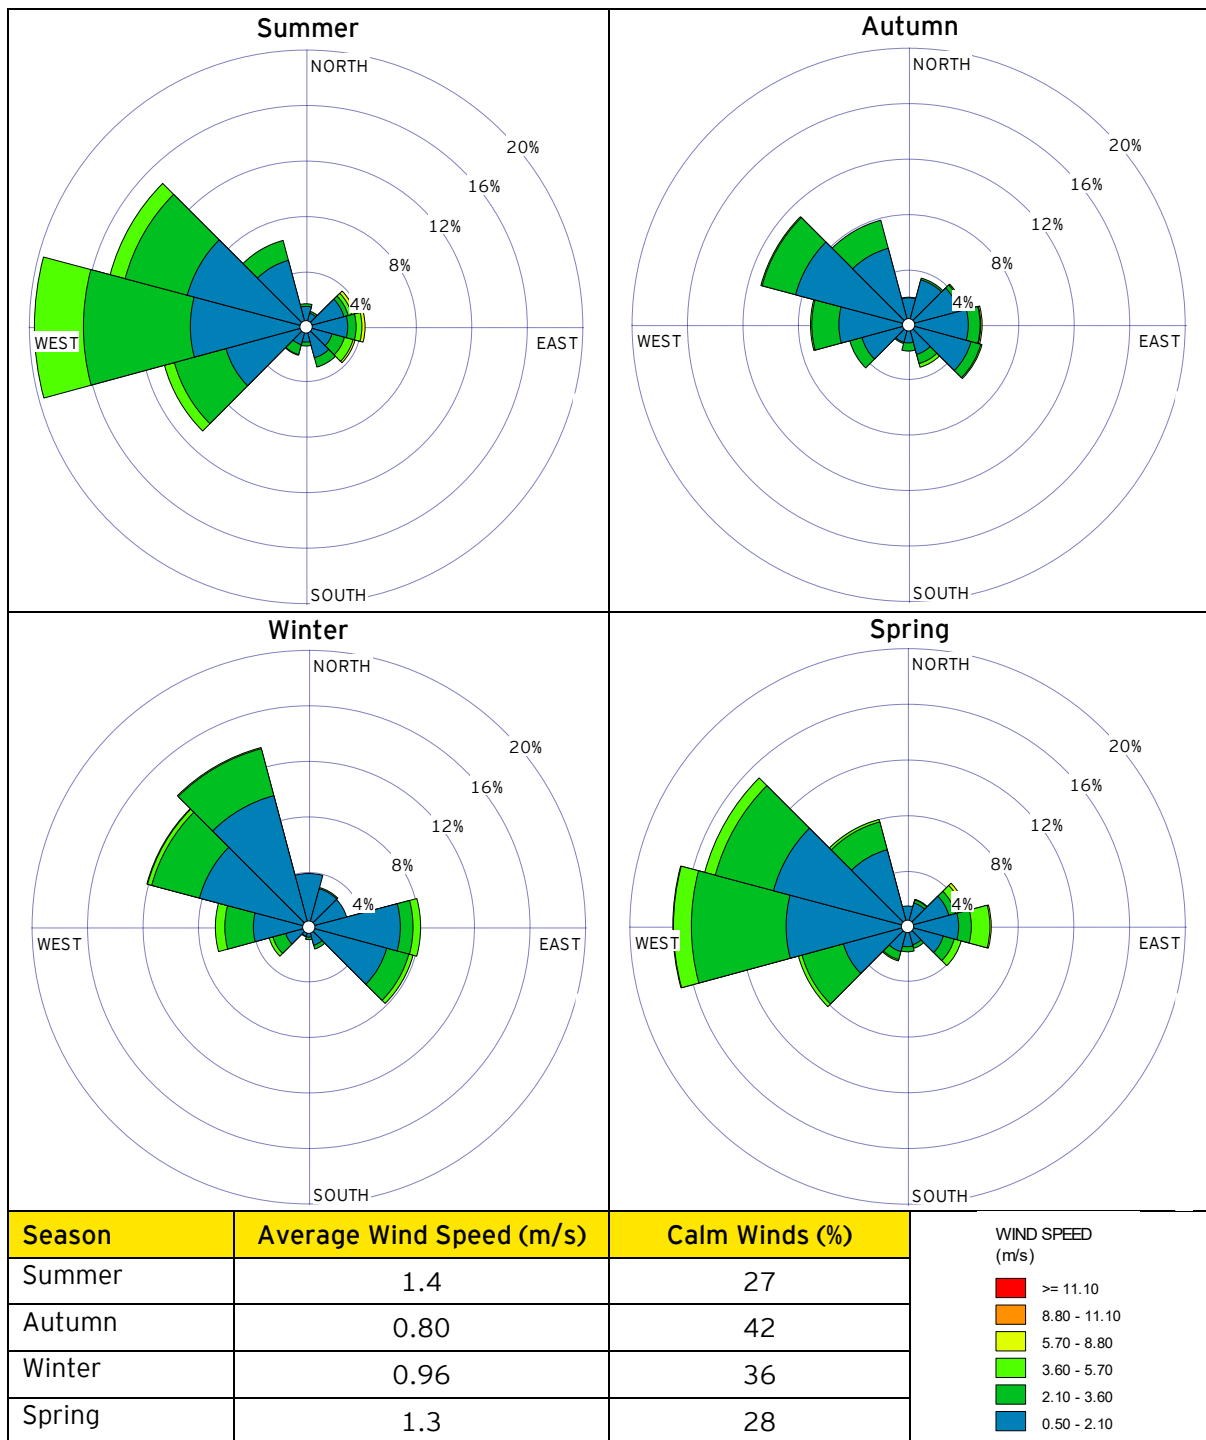 Summer
NORTH
20%
16%
12%
8%
4%
WEST
EAST
SOUTH
Autumn
NORTH
20%
16%
12%
8%
4%
WEST
EAST
SOUTH
Winter
NORTH
20%
16%
12%
8%
4%
WEST
EAST
SOUTH
Spring
NORTH
20%
16%
12%
8%
4%
WEST
EAST
SOUTH
Season Average Wind Speed (m/s) Calm Winds (%)
Summer 1.4 27
Autumn 0.80 42
Winter 0.96 36
Spring 1.3 28
WIND SPEED
(m/s)
>= 11.10
8.80 - 11.10
5.70 - 8.80
3.60 - 5.70
2.10 - 3.60
0.50 - 2.10